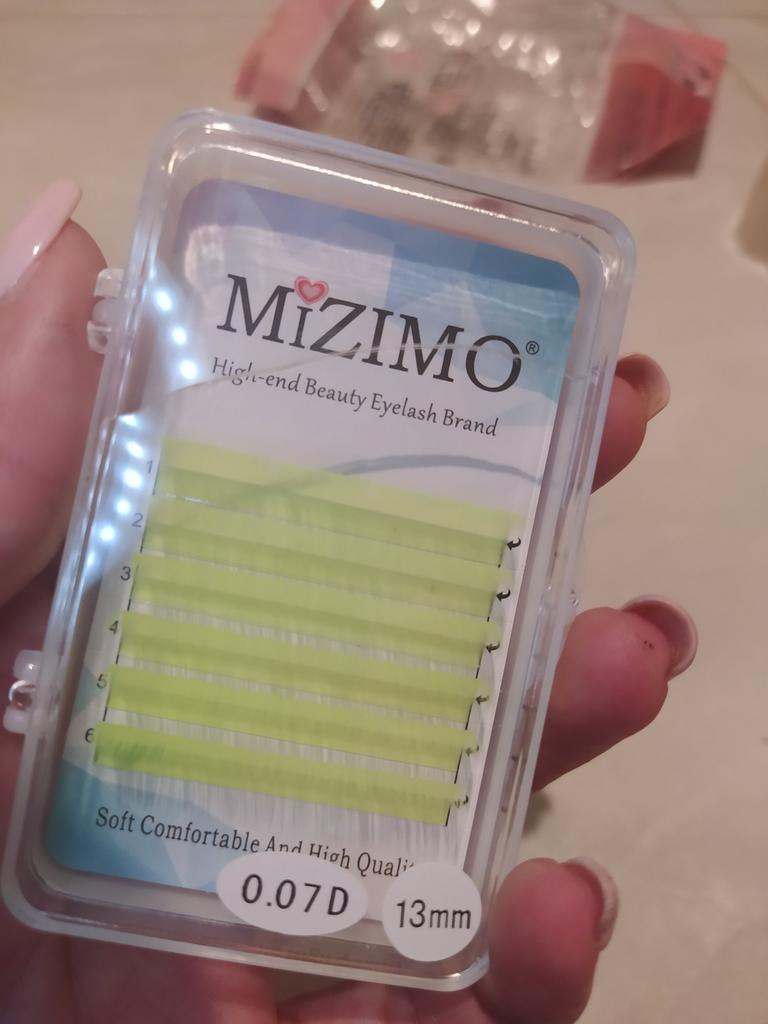 MiZIMO®
High-end Beauty Eyelash Brand
1
2
3
4
5
6
Soft Comfortable And High
0.07D
13mm